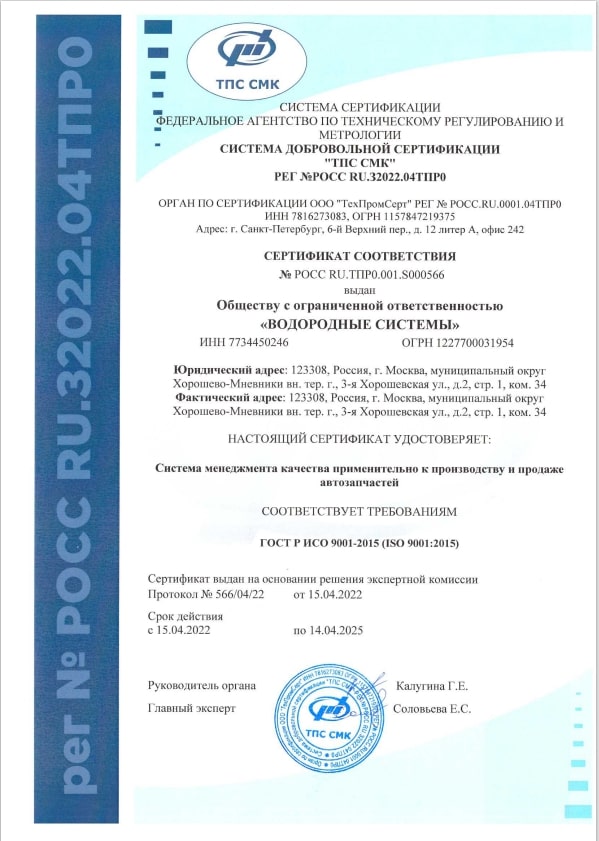 рег № РОСС RU.32022.04ТПР0
ТПС СМК
СИСТЕМА СЕРТИФИКАЦИИ
ФЕДЕРАЛЬНОЕ АГЕНТСТВО ПО ТЕХНИЧЕСКОМУ РЕГУЛИРОВАНИЮ И
МЕТРОЛОГИИ
СИСТЕМА ДОБРОВОЛЬНОЙ СЕРТИФИКАЦИИ
"ТПС СМК"
РЕГ №РОСС RU.32022.04ТПР0
ОРГАН ПО СЕРТИФИКАЦИИ ООО "ТехПромСерт" РЕГ № РОСС.RU.0001.04ТПР0
ИНН 7816273083, ОГРН 1157847219375
Адрес: г. Санкт-Петербург, 6-й Верхний пер., д. 12 литер А, офис 242
СЕРТИФИКАТ СООТВЕТСТВИЯ
№ РОСС RU.ТПР0.001.S000566
выдан
Обществу с ограниченной ответственностью
«ВОДОРОДНЫЕ СИСТЕМЫ»
ИНН 7734450246 ОГРН 1227700031954
Юридический адрес: 123308, Россия, г. Москва, муниципальный округ
Хорошево-Мневники вн. тер. г., 3-я Хорошевская ул., д.2, стр. 1, ком. 34
Фактический адрес: 123308, Россия, г. Москва, муниципальный округ
Хорошево-Мневники вн. тер. г., 3-я Хорошевская ул., д.2, стр. 1, ком. 34
НАСТОЯЩИЙ СЕРТИФИКАТ УДОСТОВЕРЯЕТ:
Система менеджмента качества применительно к производству и продаже
автозапчастей
СООТВЕТСТВУЕТ ТРЕБОВАНИЯМ
ГОСТ Р ИСО 9001-2015 (ISO 9001:2015)
Сертификат выдан на основании решения экспертной комиссии
Протокол № 566/04/22 от 15.04.2022
Срок действия
с 15.04.2022 по 14.04.2025
Руководитель органа Калугина Г.Е.
Главный эксперт Соловьева Е.С.
ТПС СМК